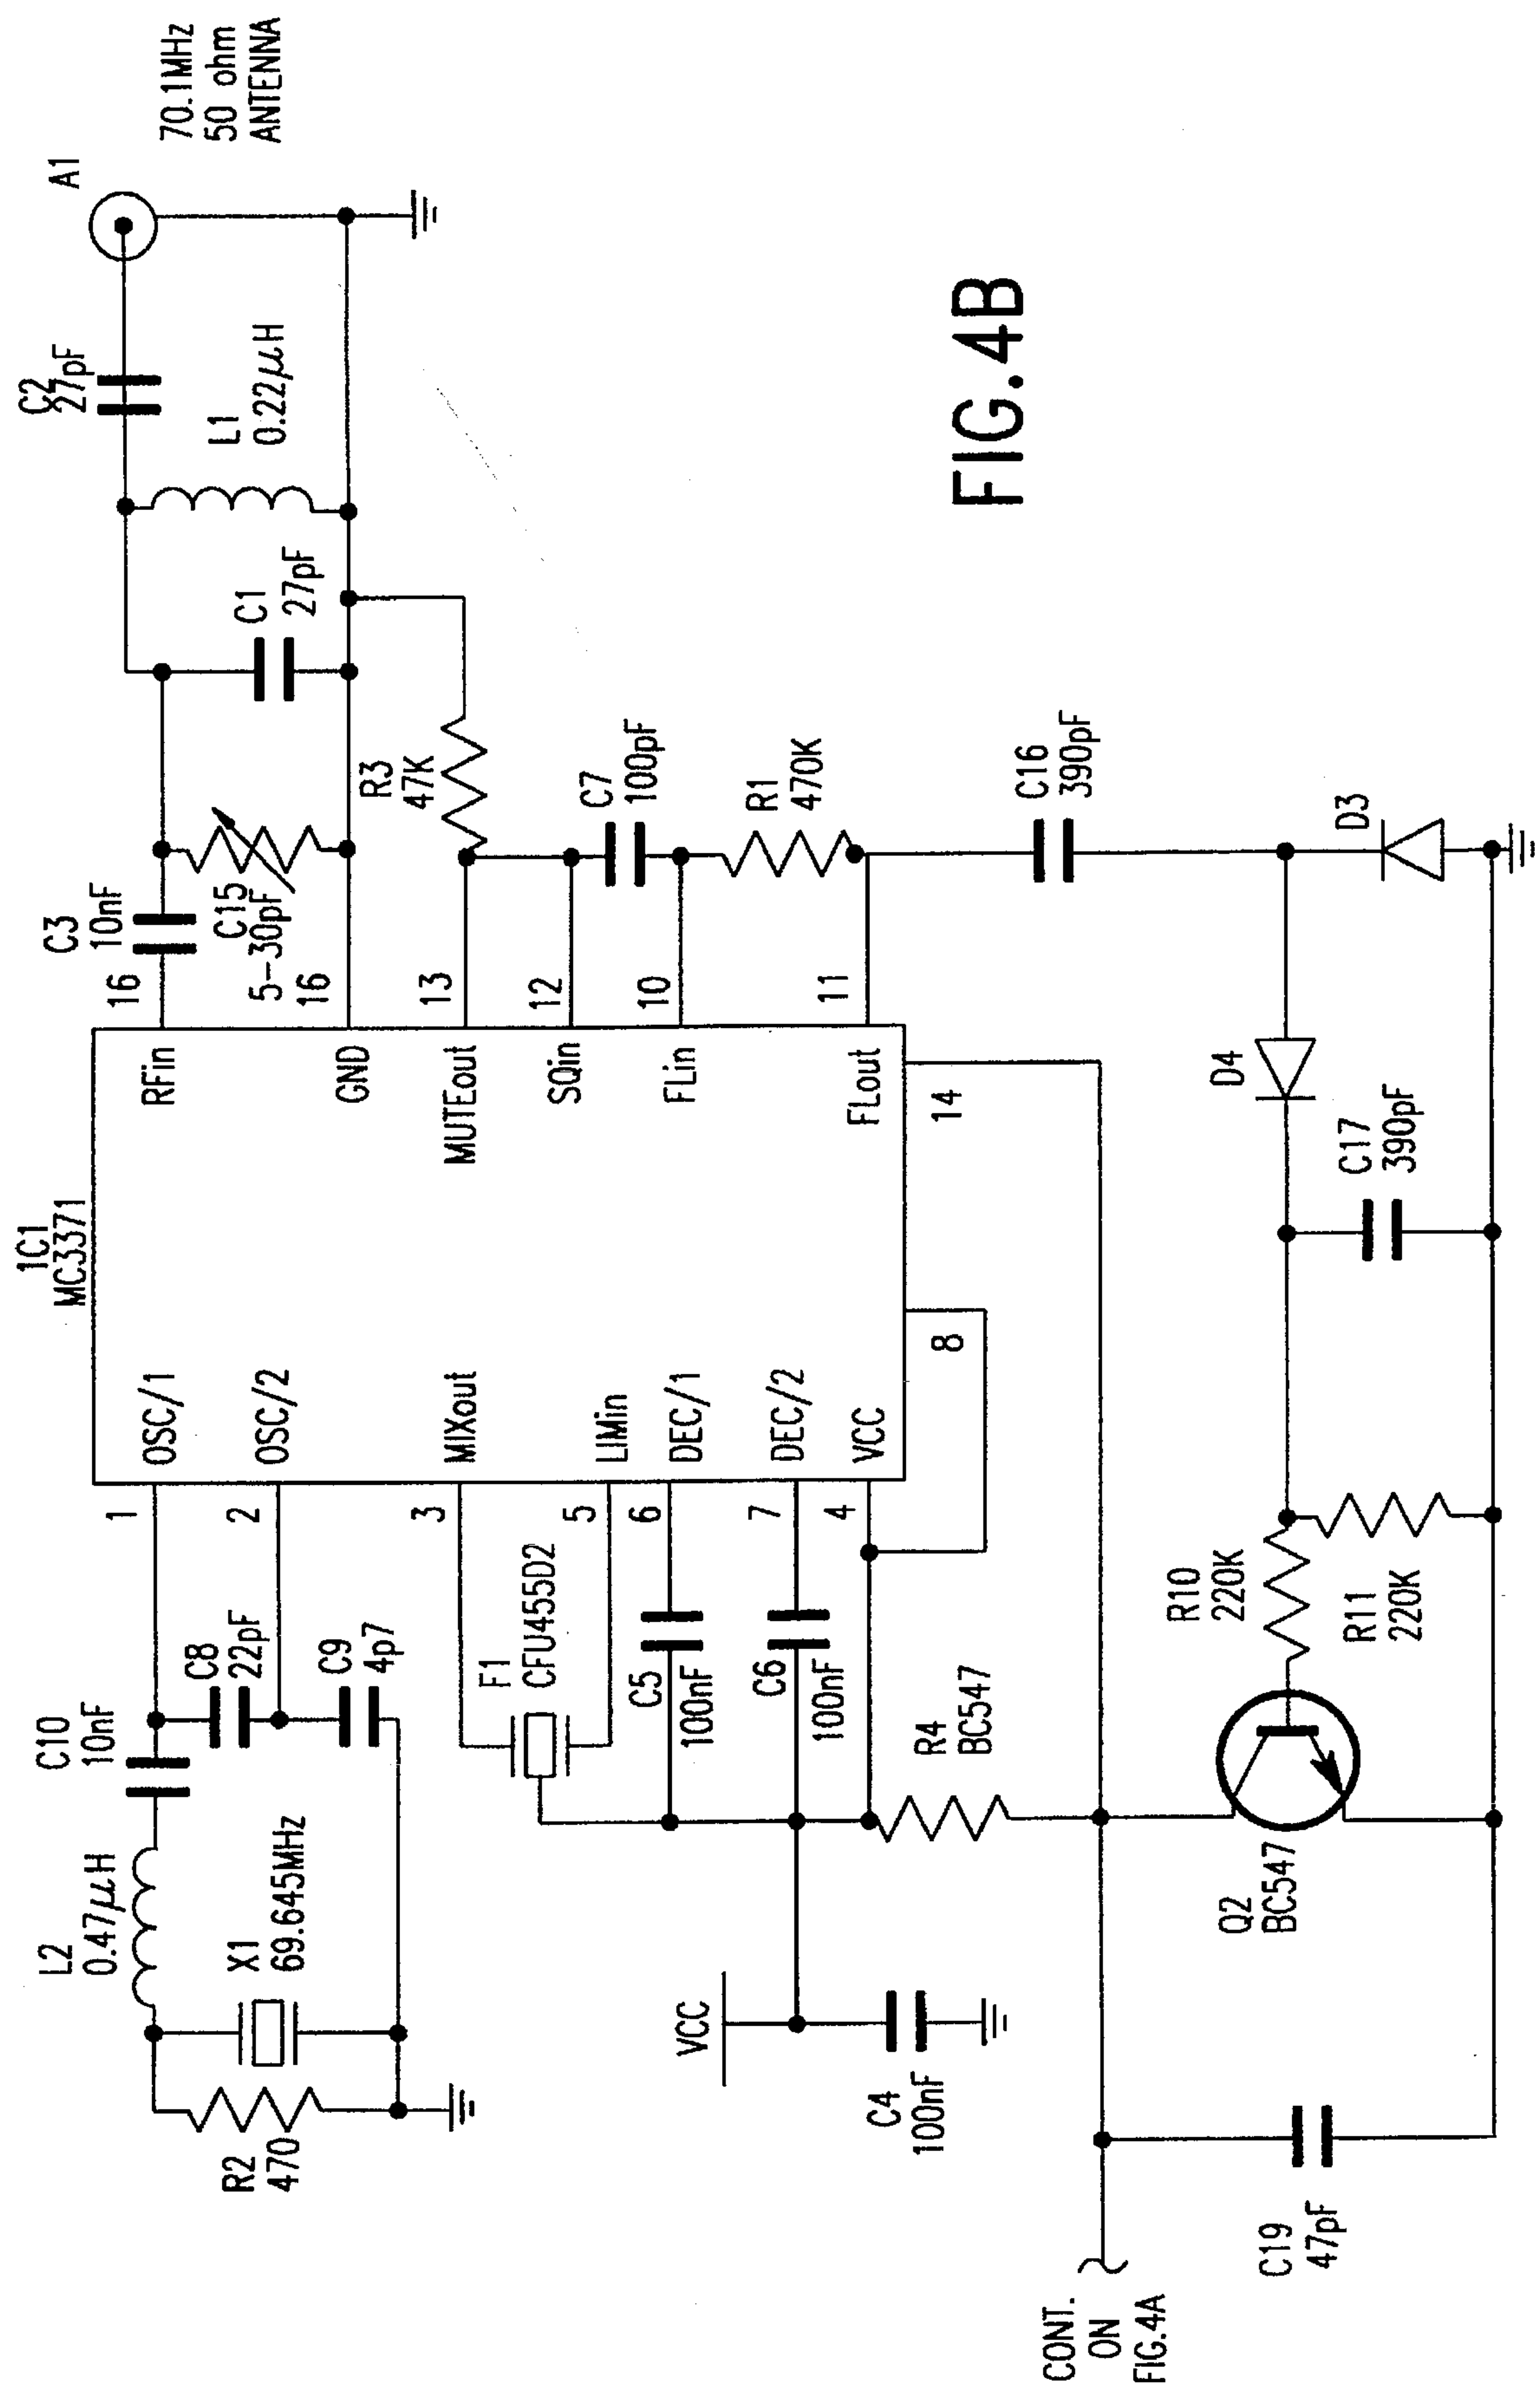 1C1
MC3371
OSC/1
OSC/2
MIXout
LIMin
DEC/1
DEC/2
VCC
RFin
GND
MUTEout
SQin
FLin
FLout
1
2
3
5
6
7
4
8
14
16
16
13
12
10
11
R2
470
X1
69.645MHz
L2
0.47μH
C10
10nF
C8
22pF
C9
4p7
F1
CFU455D2
C5
100nF
C6
100nF
VCC
C4
100nF
R4
BC547
C3
10nF
C15
5-30pF
C1
27pF
L1
0.22μH
C2
27pF
A1
70.1MHz
50 ohm
ANTENNA
R3
47K
C7
100pF
R1
470K
C16
390pF
D3
D4
C17
390pF
R10
220K
R11
220K
Q2
BC547
C19
47pF
CONT.
ON
FIG.4A
FIG.4B